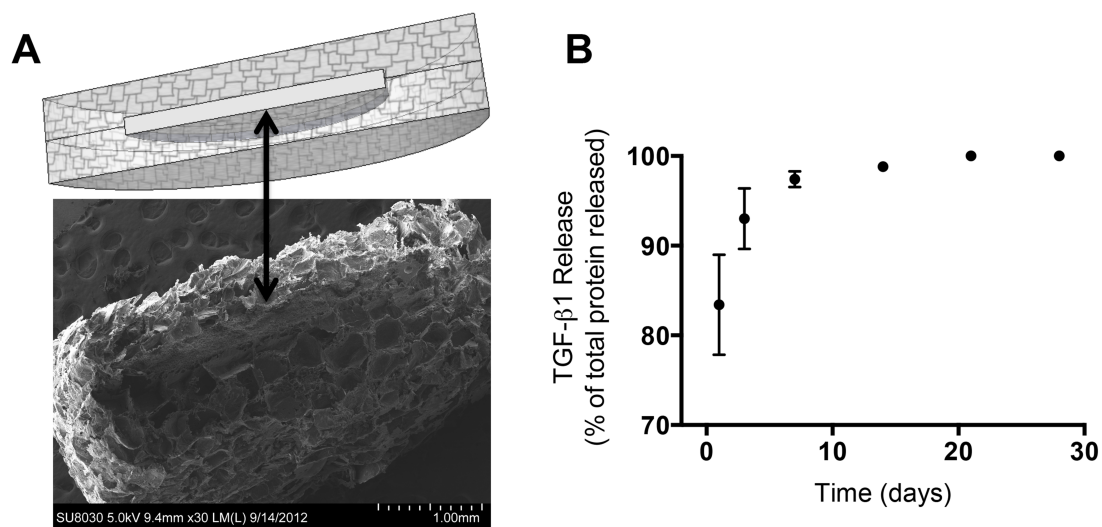 A
B
SU8030 5.0kV 9.4mm x30 LM(L) 9/14/2012
1.00mm
TGF-β1 Release
(% of total protein released)
100
90
80
70
0
10
20
30
Time (days)